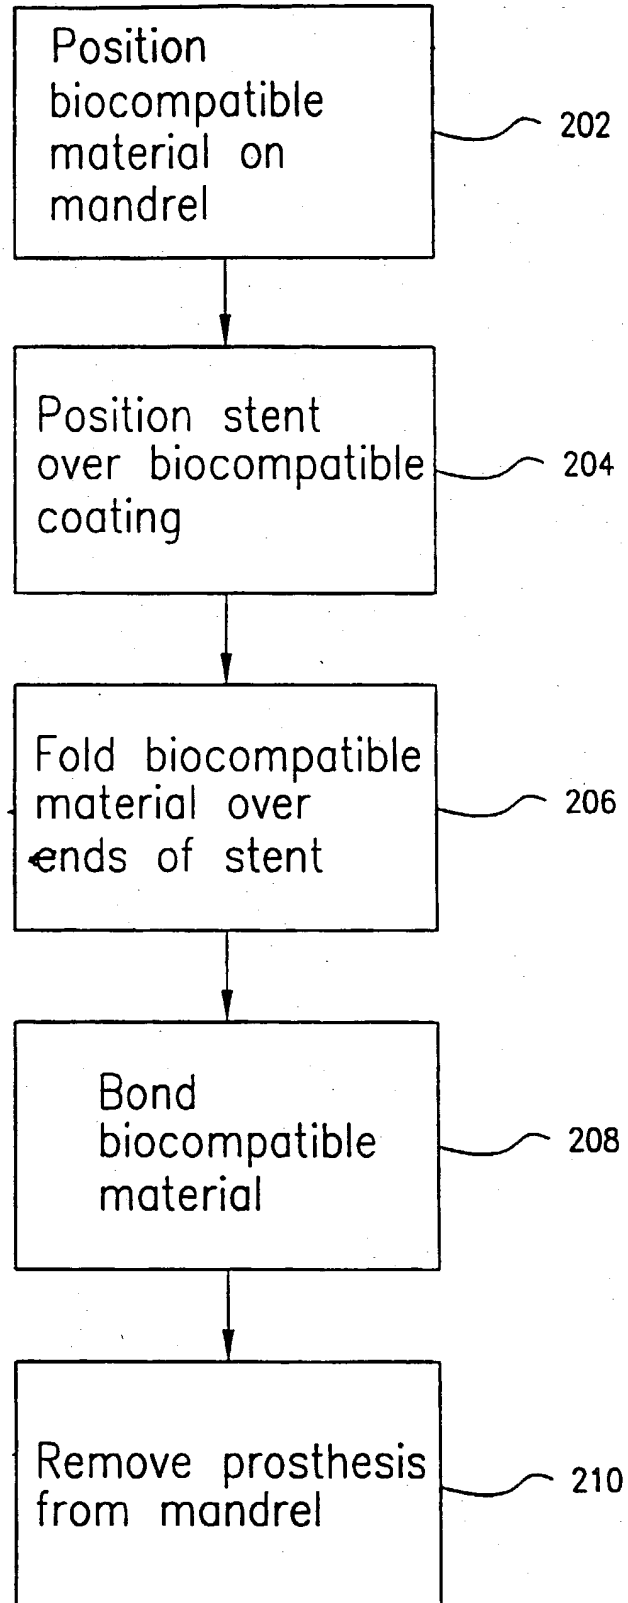 Position
biocompatible
material on
mandrel
202
Position stent
over biocompatible
coating
204
Fold biocompatible
material over
ends of stent
206
Bond
biocompatible
material
208
Remove prosthesis
from mandrel
210